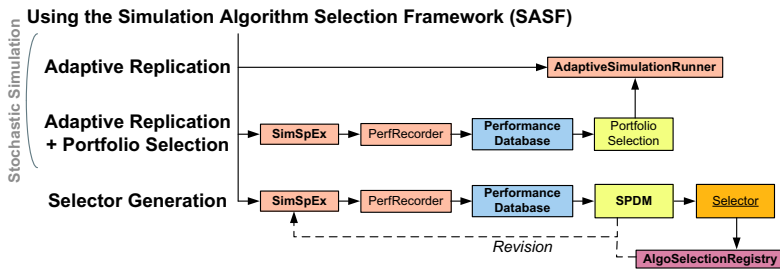 Using the Simulation Algorithm Selection Framework (SASF)
Stochastic Simulation
Adaptive Replication
AdaptiveSimulationRunner
Adaptive Replication
+ Portfolio Selection
SimSpEx
PerfRecorder
Performance
Database
Portfolio
Selection
Selector Generation
SimSpEx
PerfRecorder
Performance
Database
SPDM
Selector
Revision
AlgoSelectionRegistry